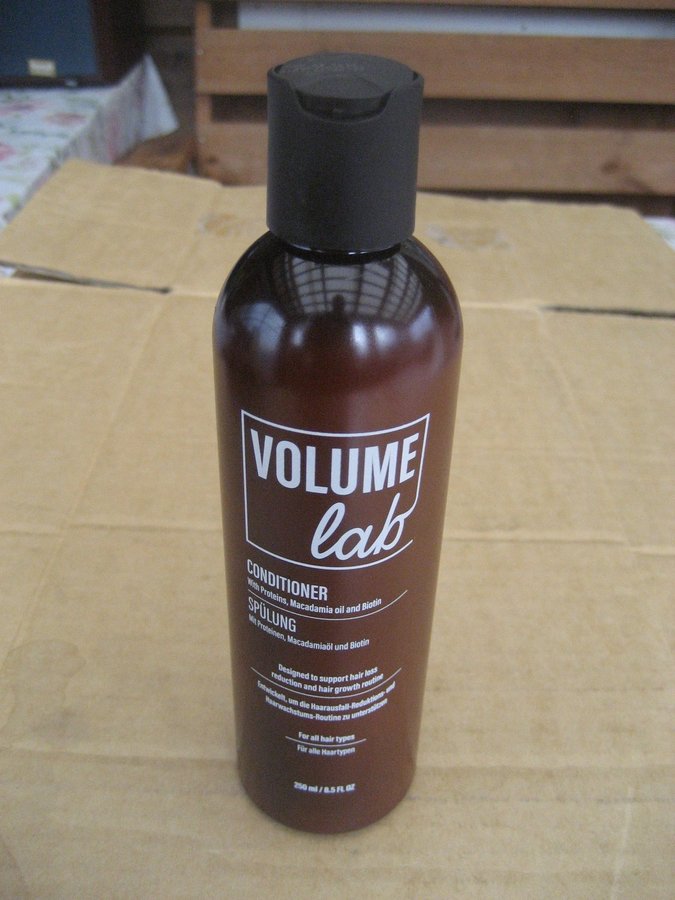 VOLUME
lab
CONDITIONER
With Proteins, Macadamia oil and Biotin
SPÜLUNG
Mit Proteinen, Macadamiaöl und Biotin
Designed to support hair loss
reduction and hair growth routine
Entwickelt, um die Haarausfall-Reduktions- und
Haarwachstums-Routine zu unterstützen
For all hair types
Für alle Haartypen
250 ml / 8.5 FL OZ